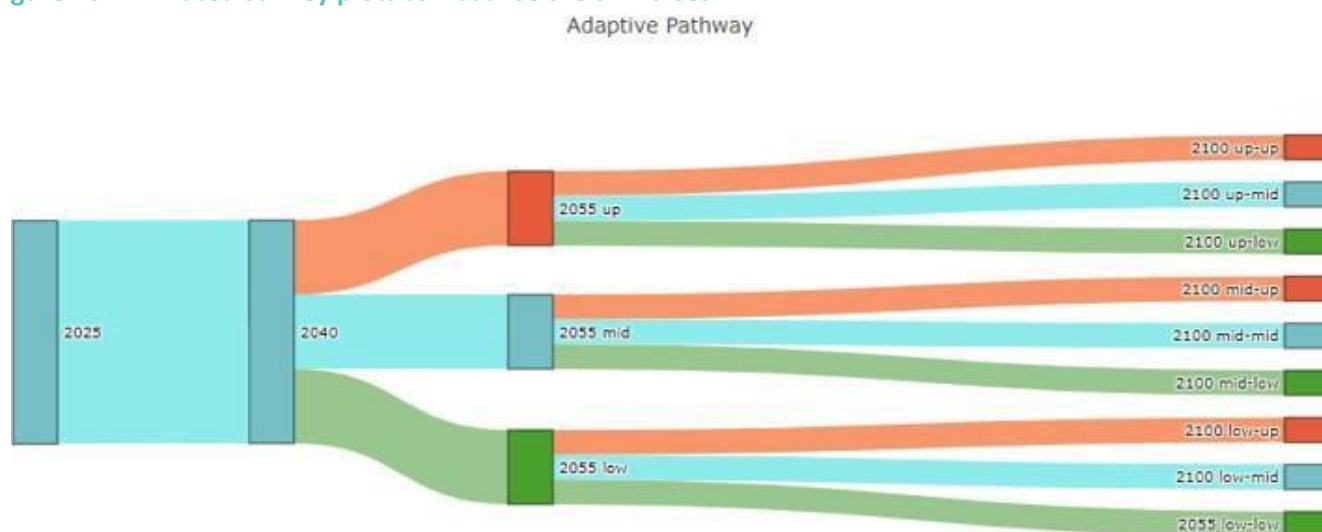 Adaptive Pathway
2100 up-up
2100 up-mid
2055 up
2100 up-low
2100 mid-up
2025
2040
2055 mid
2100 mid-mid
2100 mid-low
2100 low-up
2055 low
2100 low-mid
2055 low-low